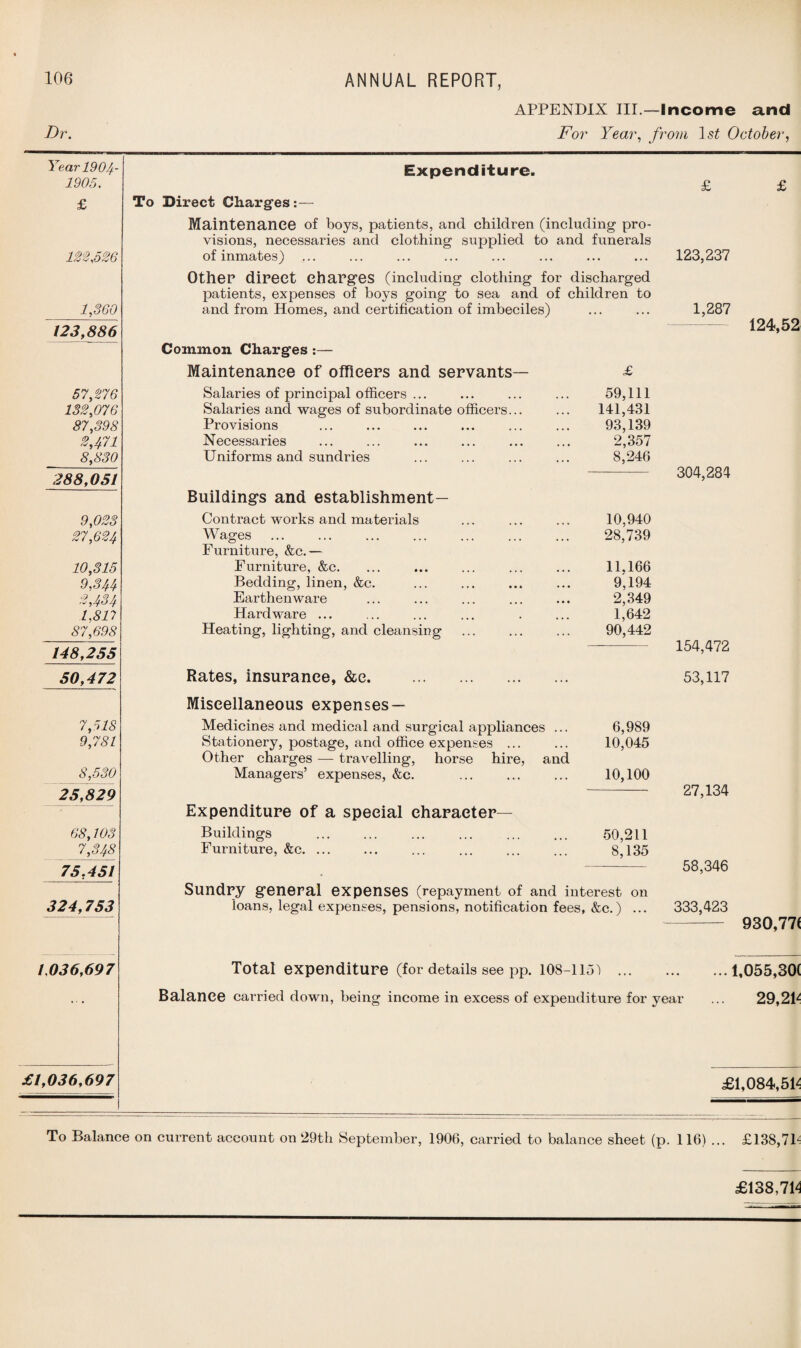 106 ANNUAL REPORT,
APPENDIX III.—Income and
Dr. For Year, from 1st October,
Year 1904-1905. Expenditure. £ £
£ To Direct Charges:—
Maintenance of boys, patients, and children (including pro-
visions, necessaries and clothing supplied to and funerals
122,526 of inmates) ... ... ... ... ... ... ... ... 123,237
Other direct charges (including clothing for discharged
patients, expenses of boys going to sea and of children to
1,360 and from Homes, and certification of imbeciles) ... ... 1,287
123,886 124,52
Common Charges :—
Maintenance of officers and servants— £
57,276 Salaries of principal officers ... ... ... ... 59,111
132,076 Salaries and wages of subordinate officers... ... 141,431
87,398 Provisions ... ... ... ... ... ... 93,139
2,471 Necessaries ... ... ... ... ... ... 2,357
8,830 Uniforms and sundries ... ... ... ... 8,246
288,051 304,284
Buildings and establishment—
9,023 Contract works and materials ... ... ... 10,940
27,624 Wages ... ... ... ... ... ... ... 28,739
Furniture, &c.—
10,315 Furniture, &c. ... ... ... ... ... 11,166
9,344 Bedding, linen, &c. ... ... ... ... 9,194
2,434 Earthenware ... ... ... ... ... 2,349
1,817 Hardware ... ... ... ... . ... 1,642
87,698 Heating, lighting, and cleansing ... ... ... 90,442
148,255 154,472
50,472 Rates, insurance, &c. ... ... ... ... 53,117
Miscellaneous expenses—
7,518 Medicines and medical and surgical appliances ... 6,989
9,781 Stationery, postage, and office expenses ... ... 10,045
Other charges — travelling, horse hire, and
8,530 Managers' expenses, &c. ... ... ... 10,100
25,829 27,134
Expenditure of a special character—
68,103 Buildings ... ... ... ... ... ... 50,211
7,348 Furniture, &c. ... ... ... ... ... ... 8,135
75,451 58,346
Sundry general expenses (repayment of and interest on
324,753 loans, legal expenses, pensions, notification fees, &c.) ... 333,423
930,77
1,036,697 Total expenditure (for details see pp. 108-115) ... ... ... 1,055,30
... Balance carried down, being income in excess of expenditure for year ... 29,21
£1,036,697 £1,084,51
To Balance on current account on 29th September, 1906, carried to balance sheet (p. 116) ... £138,71
£138,714